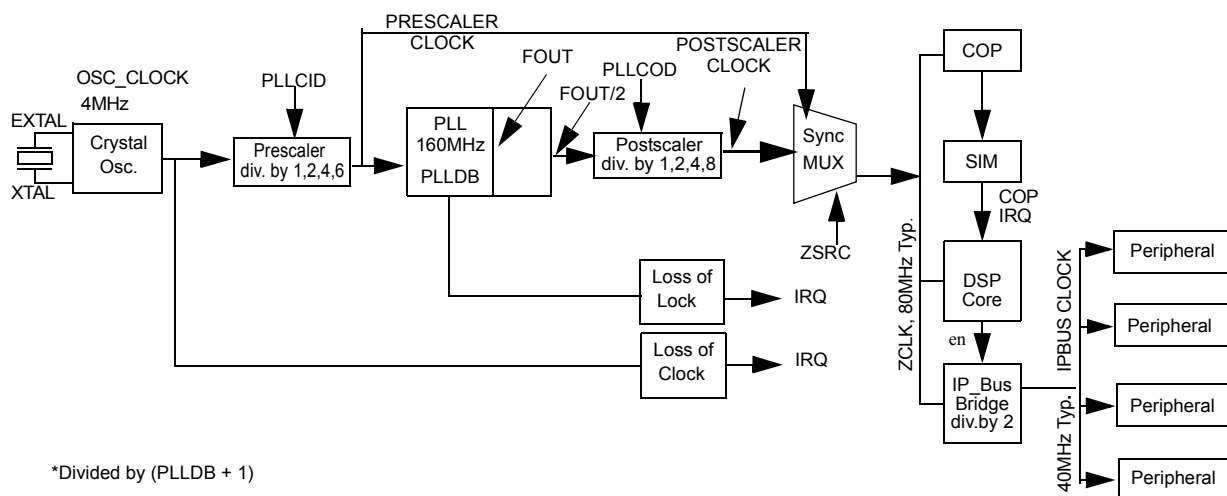 PRESCALER
CLOCK
OSC_CLOCK
4MHz
EXTAL
XTAL
Crystal
Osc.
PLLCID
Prescaler
div. by 1,2,4,6
PLL
160MHz
PLLDB
FOUT
FOUT/2
PLLCOD
Postscaler
div. by 1,2,4,8
POSTSCALER
CLOCK
Sync
MUX
ZSRC
Loss of
Lock
IRQ
Loss of
Clock
IRQ
ZCLK, 80MHz Typ.
COP
SIM
COP
IRQ
DSP
Core
en
IP_Bus
Bridge
div.by 2
IPBUS CLOCK
40MHz Typ.
Peripheral
Peripheral
Peripheral
Peripheral
*Divided by (PLLDB + 1)